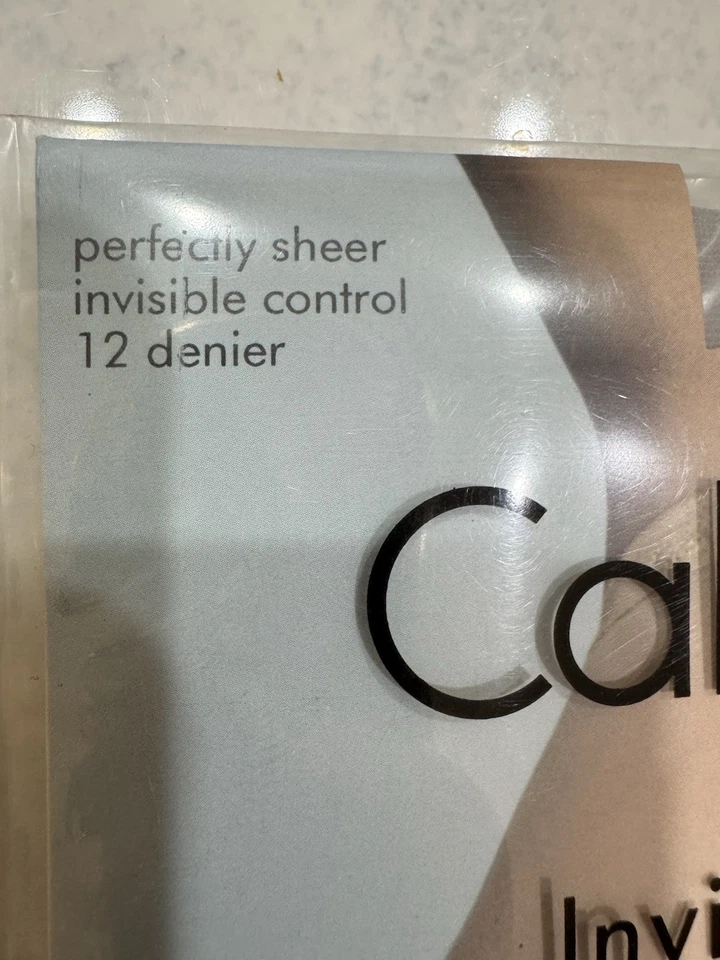 perfectly sheer
invisible control
12 denier
Cal
Invi